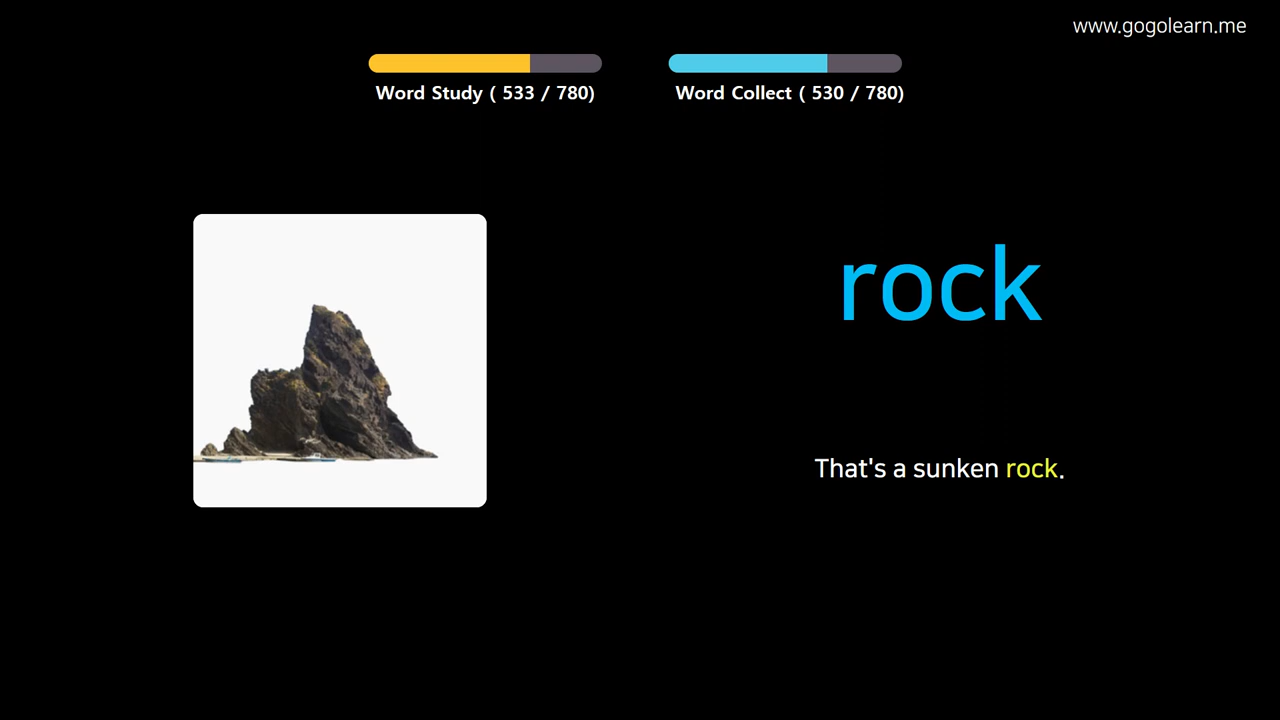 www.gogolearn.me
Word Study ( 533 / 780)
Word Collect ( 530 / 780)
rock
That's a sunken rock.